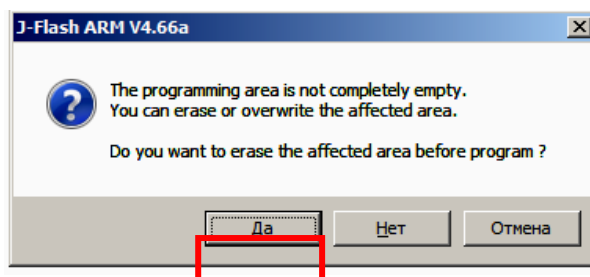 J-Flash ARM V4.66a
The programming area is not completely empty.
You can erase or overwrite the affected area.
Do you want to erase the affected area before program ?
Да
Нет
Отмена